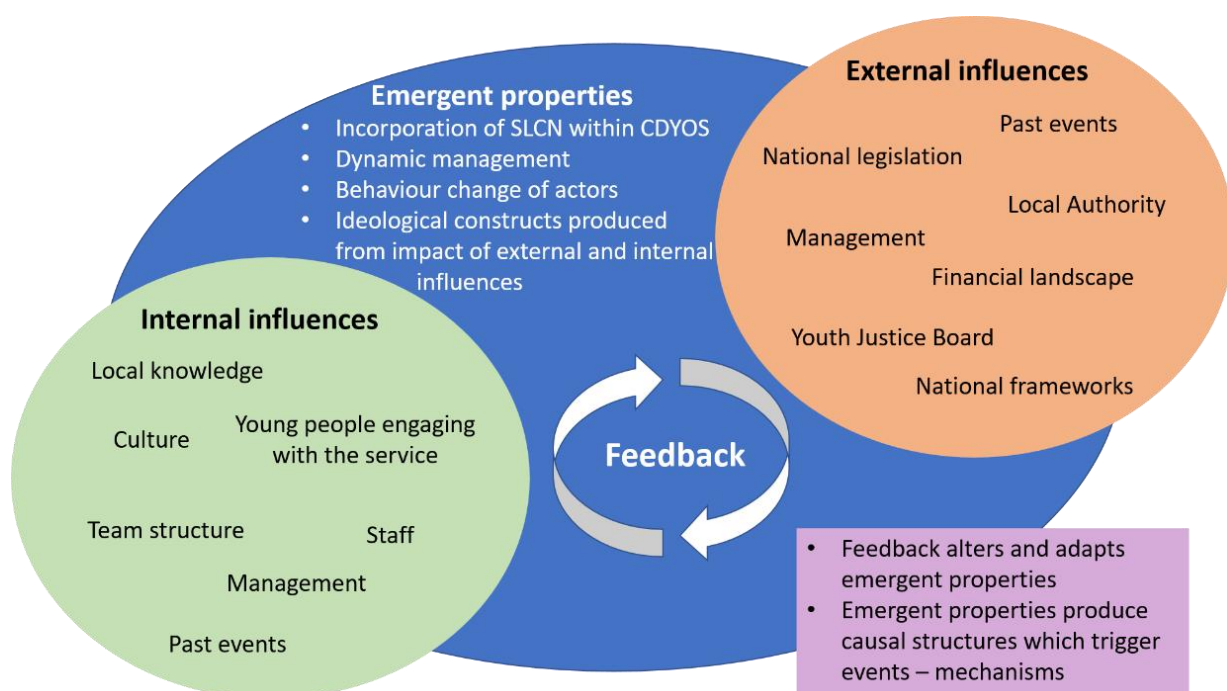 Emergent properties
• Incorporation of SLCN within CDYOS
• Dynamic management
• Behaviour change of actors
• Ideological constructs produced
from impact of external and internal
influences
External influences
Past events
National legislation
Local Authority
Management
Financial landscape
Youth Justice Board
National frameworks
Internal influences
Local knowledge
Culture
Young people engaging
with the service
Team structure
Staff
Management
Past events
Feedback
• Feedback alters and adapts
emergent properties
• Emergent properties produce
causal structures which trigger
events – mechanisms